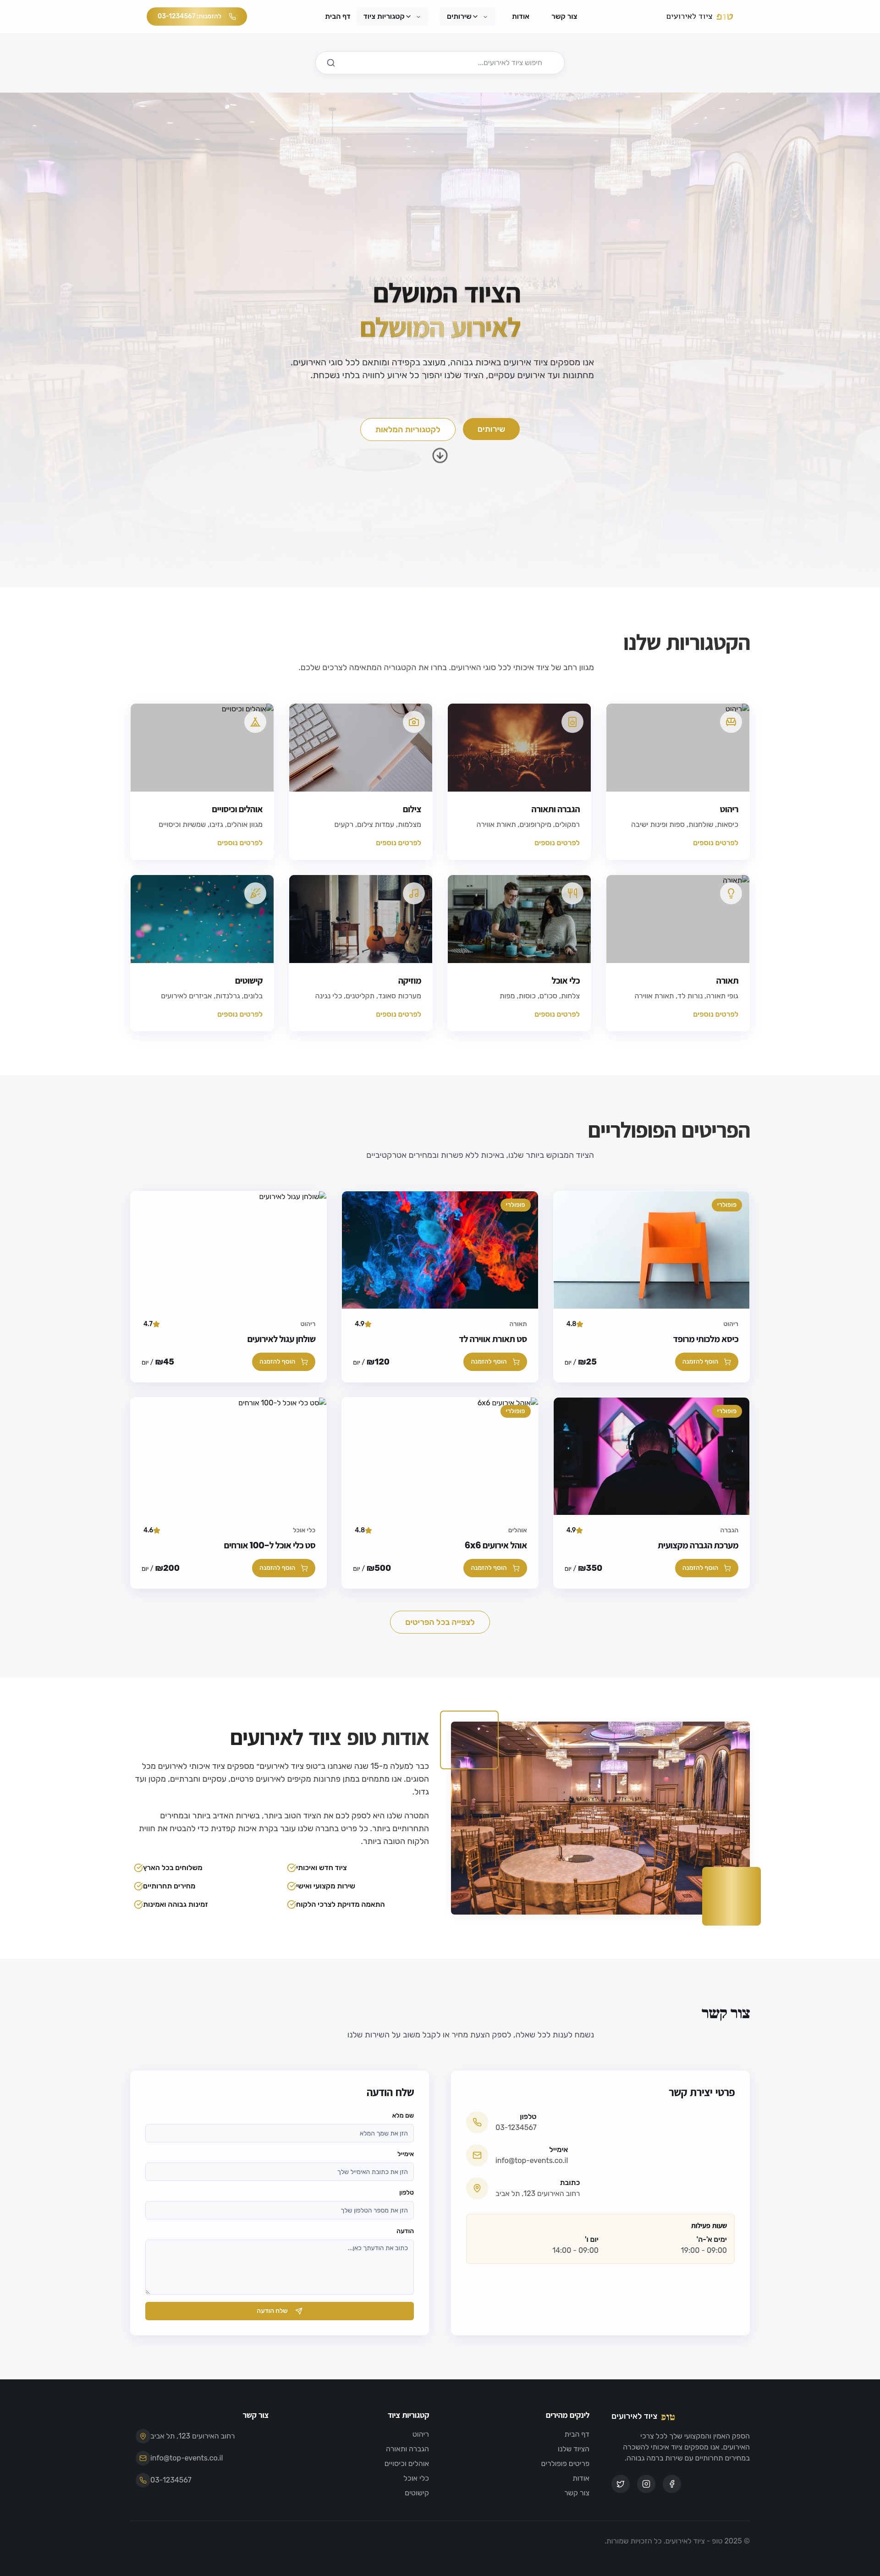 טופ ציוד לאירועים
צור קשר
אודות
שירותים
קטגוריות ציוד
דף הבית
להזמנות: 03-1234567
חיפוש ציוד לאירועים...
הציוד המושלם
לאירוע המושלם
אנו מספקים ציוד אירועים באיכות גבוהה, מעוצב בקפידה ומותאם לכל סוגי האירועים.
מחתונות ועד אירועים עסקיים, הציוד שלנו יהפוך כל אירוע לחוויה בלתי נשכחת.
שירותים
לקטגוריות המלאות
הקטגוריות שלנו
מגוון רחב של ציוד איכותי לכל סוגי האירועים. בחרו את הקטגוריה המתאימה לצרכים שלכם.
ריהוט
ריהוט
כיסאות, שולחנות, ספות ופינות ישיבה
לפרטים נוספים
הגברה ותאורה
רמקולים, מיקרופונים, תאורת אווירה
לפרטים נוספים
צילום
מצלמות, עמדות צילום, רקעים
לפרטים נוספים
אוהלים וכיסויים
אוהלים וכיסויים
מגוון אוהלים, גזיבו, שמשיות וכיסויים
לפרטים נוספים
תאורה
תאורה
גופי תאורה, נורות לד, תאורת אווירה
לפרטים נוספים
כלי אוכל
צלחות, סכו"ם, כוסות, מפות
לפרטים נוספים
מוזיקה
מערכות סאונד, תקליטנים, כלי נגינה
לפרטים נוספים
קישוטים
בלונים, גרלנדות, אביזרים לאירועים
לפרטים נוספים
הפריטים הפופולריים
הציוד המבוקש ביותר שלנו, באיכות ללא פשרות ובמחירים אטרקטיביים
פופולרי
ריהוט
4.8
כיסא מלכותי מרופד
הוסף להזמנה
₪25 / יום
פופולרי
תאורה
4.9
סט תאורת אווירה לד
הוסף להזמנה
₪120 / יום
שולחן עגול לאירועים
ריהוט
4.7
שולחן עגול לאירועים
הוסף להזמנה
₪45 / יום
פופולרי
הגברה
4.9
מערכת הגברה מקצועית
הוסף להזמנה
₪350 / יום
אוהל אירועים 6x6
פופולרי
אוהלים
4.8
אוהל אירועים 6x6
הוסף להזמנה
₪500 / יום
סט כלי אוכל ל-100 אורחים
כלי אוכל
4.6
סט כלי אוכל ל-100 אורחים
הוסף להזמנה
₪200 / יום
לצפייה בכל הפריטים
אודות טופ ציוד לאירועים
כבר למעלה מ-15 שנה שאנחנו ב״טופ ציוד לאירועים״ מספקים ציוד איכותי לאירועים מכל
הסוגים. אנו מתמחים במתן פתרונות מקיפים לאירועים פרטיים, עסקיים וחברתיים, מקטן ועד
גדול.
המטרה שלנו היא לספק לכם את הציוד הטוב ביותר, בשירות האדיב ביותר ובמחירים
התחרותיים ביותר. כל פריט בחברה שלנו עובר בקרת איכות קפדנית כדי להבטיח את חווית
הלקוח הטובה ביותר.
ציוד חדש ואיכותי
משלוחים בכל הארץ
שירות מקצועי ואישי
מחירים תחרותיים
התאמה מדויקת לצרכי הלקוח
זמינות גבוהה ואמינות
צור קשר
נשמח לענות לכל שאלה, לספק הצעת מחיר או לקבל משוב על השירות שלנו
פרטי יצירת קשר
טלפון
03-1234567
אימייל
info@top-events.co.il
כתובת
רחוב האירועים 123, תל אביב
שעות פעילות
ימים א'-ה'
09:00 - 19:00
יום ו'
09:00 - 14:00
שלח הודעה
שם מלא
הזן את שמך המלא
אימייל
הזן את כתובת האימייל שלך
טלפון
הזן את מספר הטלפון שלך
הודעה
כתוב את הודעתך כאן...
שלח הודעה
טופ ציוד לאירועים
הספק האמין והמקצועי שלך לכל צרכי
האירועים. אנו מספקים ציוד איכותי להשכרה
במחירים תחרותיים עם שירות ברמה גבוהה.
לינקים מהירים
דף הבית
הציוד שלנו
פריטים פופולרים
אודות
צור קשר
קטגוריות ציוד
ריהוט
הגברה ותאורה
אוהלים וכיסויים
כלי אוכל
קישוטים
צור קשר
רחוב האירועים 123, תל אביב
info@top-events.co.il
03-1234567
© 2025 טופ - ציוד לאירועים. כל הזכויות שמורות.